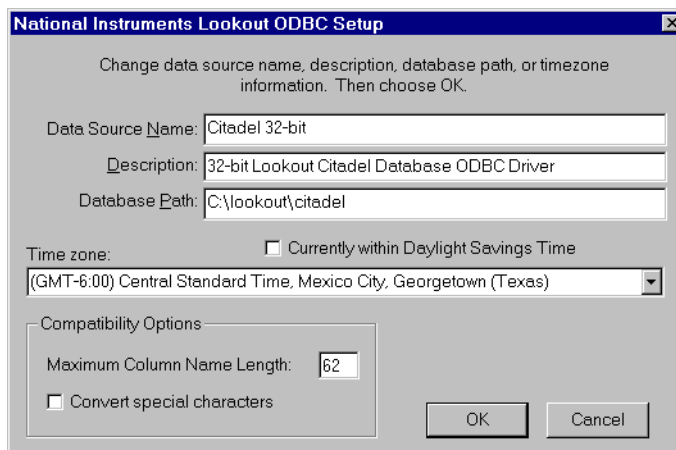 National Instruments Lookout ODBC Setup
Change data source name, description, database path, or timezone
information. Then choose OK.
Data Source Name: Citadel 32-bit
Description: 32-bit Lookout Citadel Database ODBC Driver
Database Path: C:\lookout\citadel
Time zone: Currently within Daylight Savings Time
(GMT-6:00) Central Standard Time, Mexico City, Georgetown (Texas)
Compatibility Options
Maximum Column Name Length: 62
Convert special characters
OK Cancel